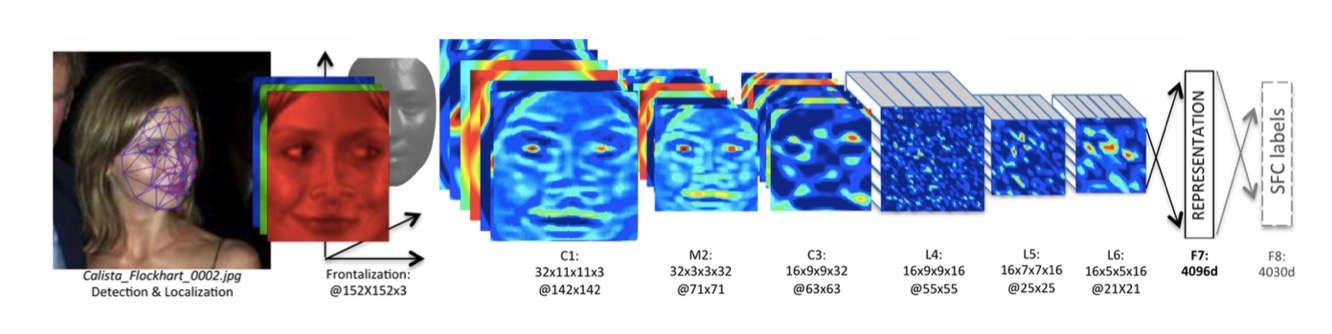 REPRESENTATION
SFC labels
Calista_Flockhart_0002.jpg
Detection & Localization
Frontalization:
@152X152x3
C1:
32x11x11x3
@142x142
M2:
32x3x3x32
@71x71
C3:
16x9x9x32
@63x63
L4:
16x9x9x16
@55x55
L5:
16x7x7x16
@25x25
L6:
16x5x5x16
@21X21
F7:
4096d
F8:
4030d